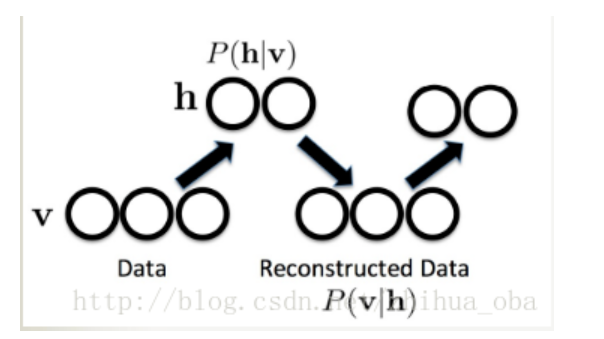 P(h|v)
h
v
Data
Reconstructed Data
P(v|h)
http://blog.csdn.
ihua_oba